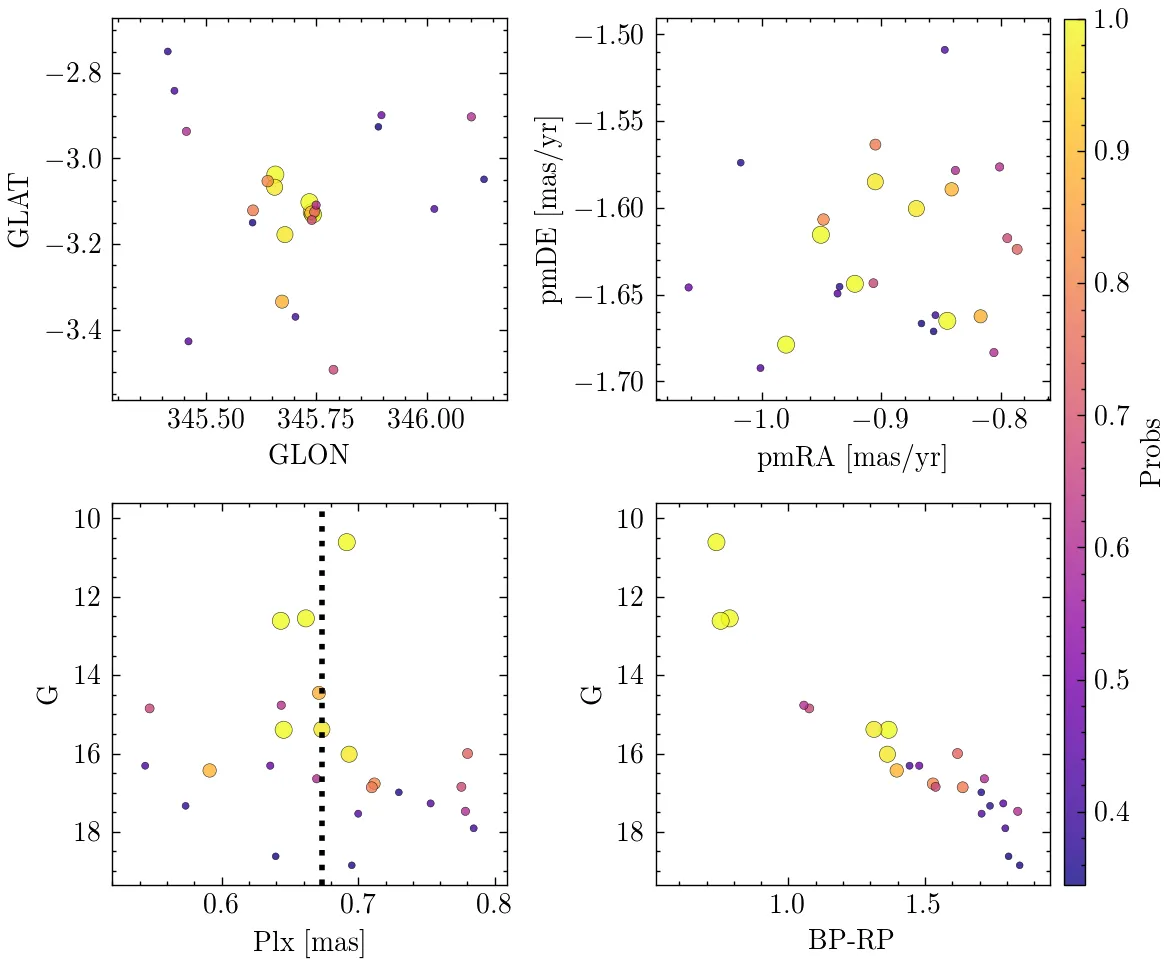 −2.8
−3.0
−3.2
−3.4
GLAT
345.50 345.75 346.00
GLON
−1.50
−1.55
−1.60
−1.65
−1.70
pmDE [mas/yr]
−1.0 −0.9 −0.8
pmRA [mas/yr]
10
12
14
16
18
G
0.6 0.7 0.8
Plx [mas]
10
12
14
16
18
G
1.0 1.5
BP-RP
1.0
0.9
0.8
0.7
0.6
0.5
0.4
Probs